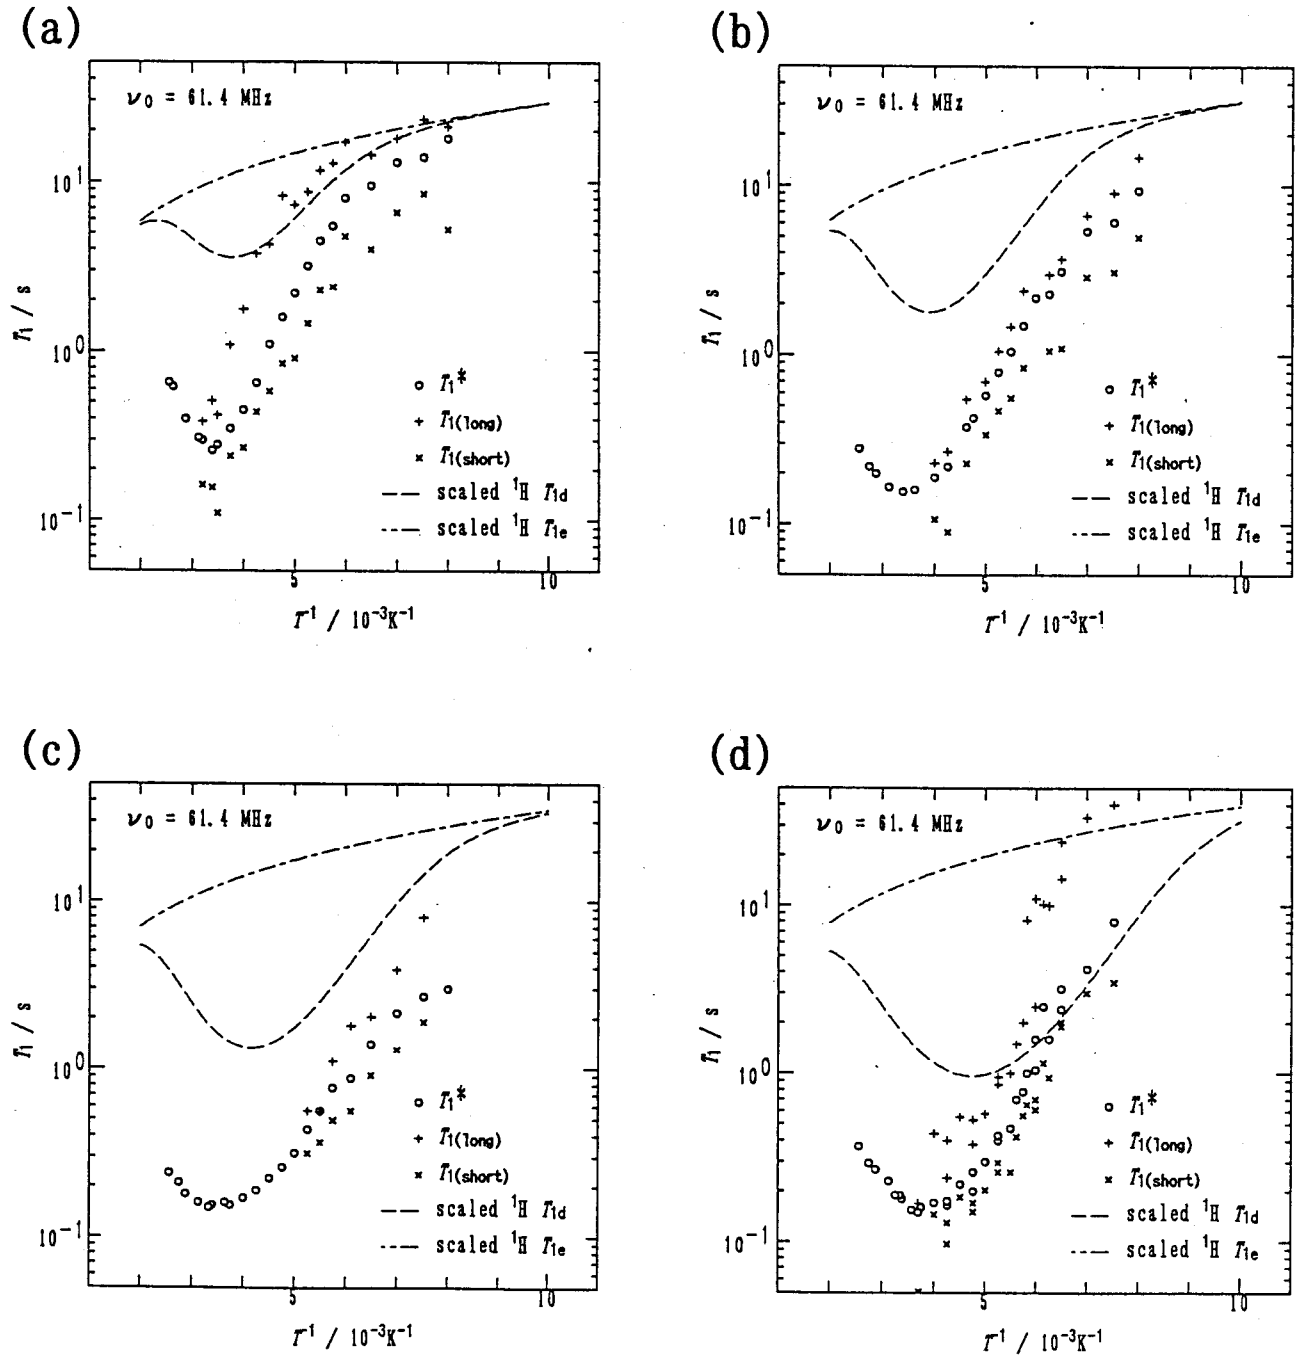 (a)
ν₀ = 61.4 MHz
10¹
10⁰
10⁻¹
T₁ / s
T₁*
T₁(long)
T₁(short)
scaled ¹H T₁d
scaled ¹H T₁e
5
10
T⁻¹ / 10⁻³K⁻¹
(b)
ν₀ = 61.4 MHz
10¹
10⁰
10⁻¹
T₁ / s
T₁*
T₁(long)
T₁(short)
scaled ¹H T₁d
scaled ¹H T₁e
5
10
T⁻¹ / 10⁻³K⁻¹
(c)
ν₀ = 61.4 MHz
10¹
10⁰
10⁻¹
T₁ / s
T₁*
T₁(long)
T₁(short)
scaled ¹H T₁d
scaled ¹H T₁e
5
10
T⁻¹ / 10⁻³K⁻¹
(d)
ν₀ = 61.4 MHz
10¹
10⁰
10⁻¹
T₁ / s
T₁*
T₁(long)
T₁(short)
scaled ¹H T₁d
scaled ¹H T₁e
5
10
T⁻¹ / 10⁻³K⁻¹